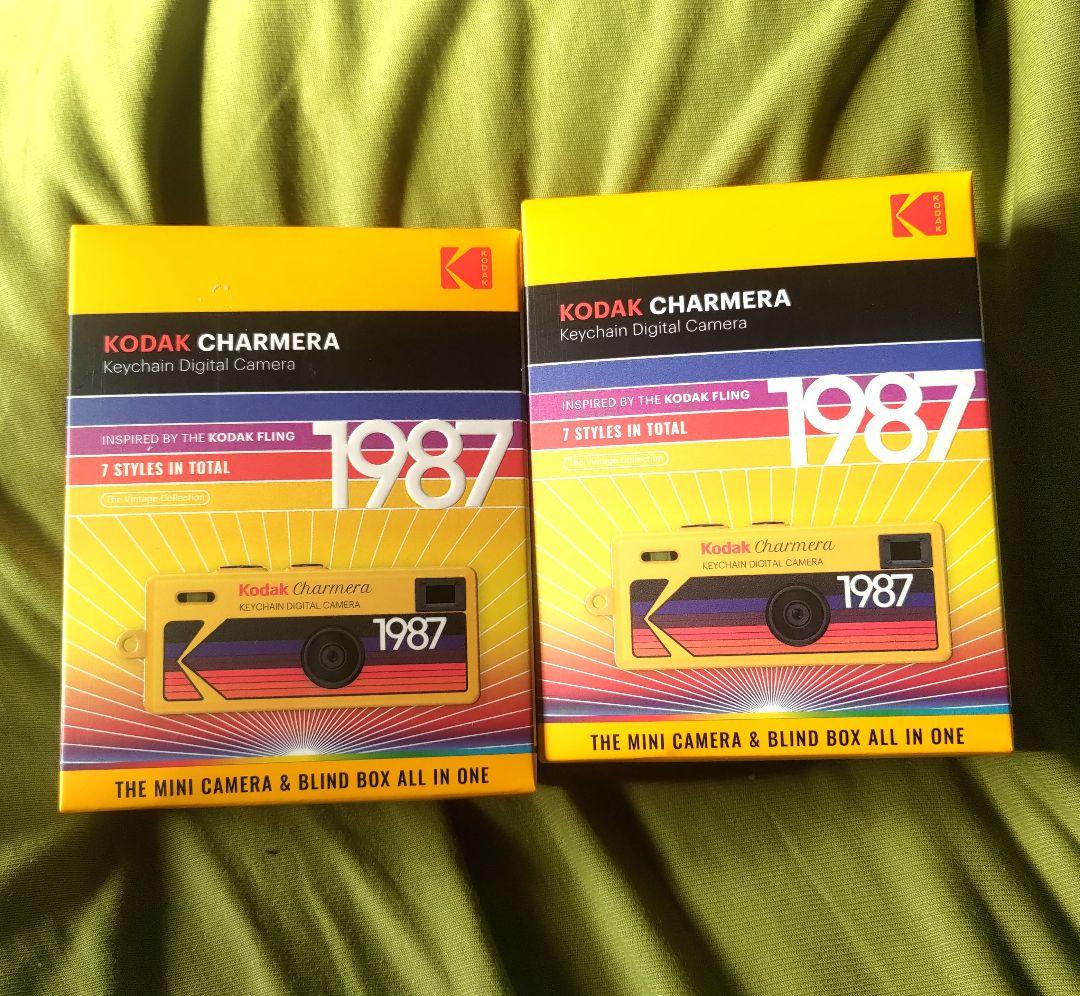 KODAK
KODAK CHARMERA
Keychain Digital Camera
INSPIRED BY THE KODAK FLING
1987
7 STYLES IN TOTAL
The Vintage Collection
Kodak Charmera
KEYCHAIN DIGITAL CAMERA
1987
THE MINI CAMERA & BLIND BOX ALL IN ONE
KODAK
KODAK CHARMERA
Keychain Digital Camera
INSPIRED BY THE KODAK FLING
1987
7 STYLES IN TOTAL
The Vintage Collection
Kodak Charmera
KEYCHAIN DIGITAL CAMERA
1987
THE MINI CAMERA & BLIND BOX ALL IN ONE